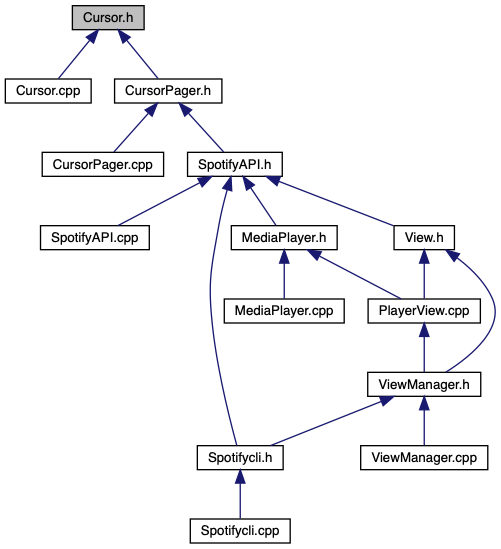 Cursor.h
Cursor.cpp
CursorPager.h
CursorPager.cpp
SpotifyAPI.h
SpotifyAPI.cpp
MediaPlayer.h
View.h
MediaPlayer.cpp
PlayerView.cpp
ViewManager.h
Spotifycli.h
ViewManager.cpp
Spotifycli.cpp